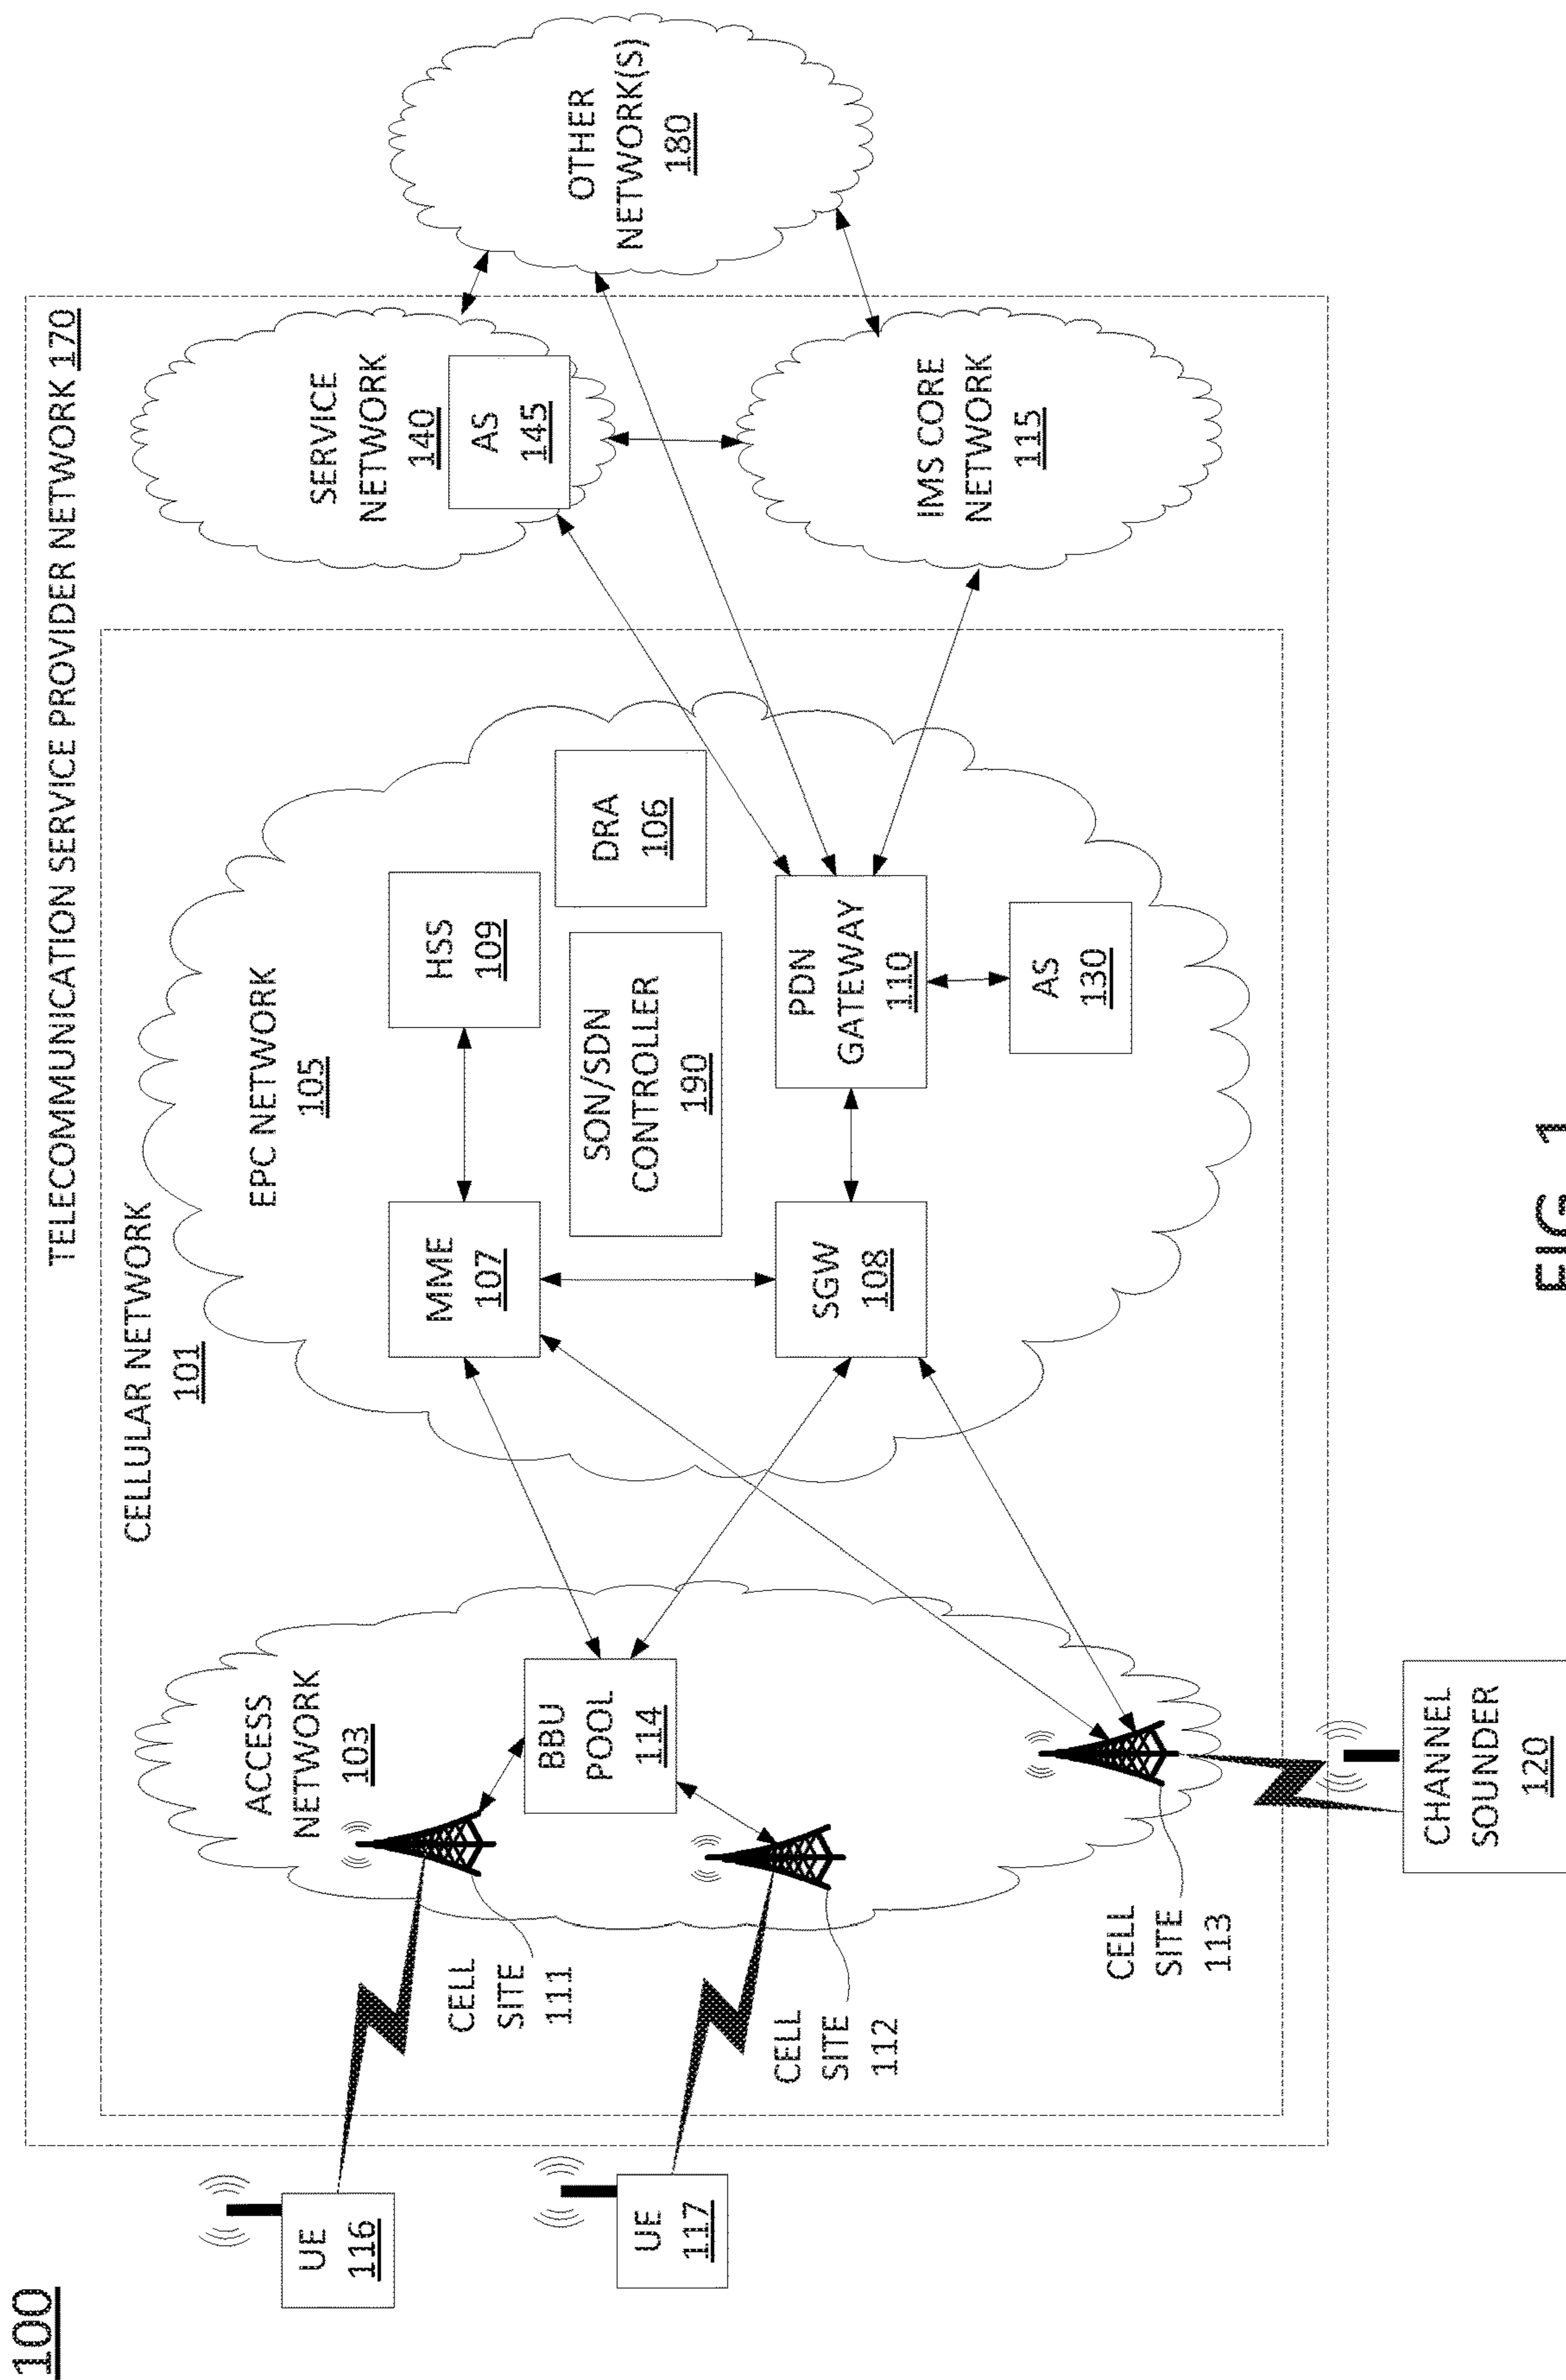 100
TELECOMMUNICATION SERVICE PROVIDER NETWORK 170
CELLULAR NETWORK
101
ACCESS
NETWORK
103
EPC NETWORK
105
SERVICE
NETWORK
140
AS
145
OTHER
NETWORK(S)
180
UE
116
CELL
SITE
111
BBU
POOL
114
MME
107
HSS
109
SON/SDN
CONTROLLER
190
DRA
106
UE
117
CELL
SITE
112
SGW
108
PDN
GATEWAY
110
AS
130
IMS CORE
NETWORK
115
CELL
SITE
113
CHANNEL
SOUNDER
120
FIG. 1